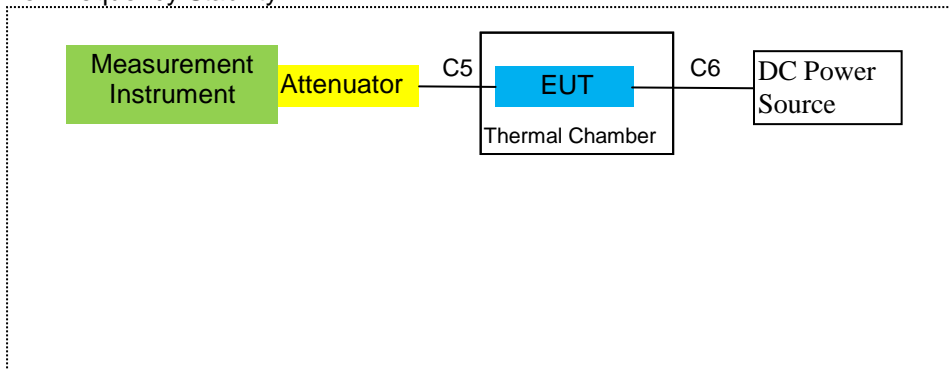 Measurement
Instrument
Attenuator
C5
EUT
Thermal Chamber
C6
DC Power
Source